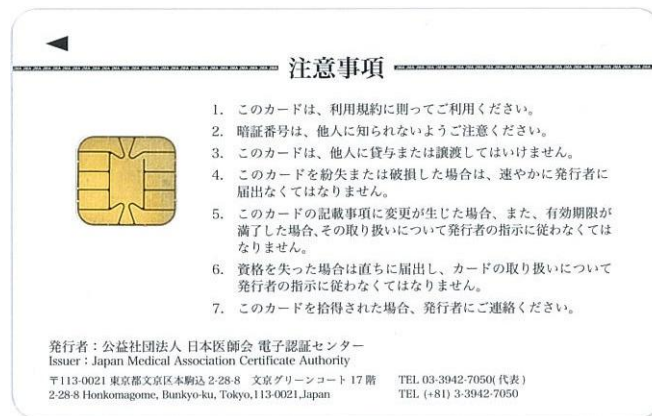 注意事項
1. このカードは、利用規約に則ってご利用ください。
2. 暗証番号は、他人に知られないようご注意ください。
3. このカードは、他人に貸与または譲渡してはいけません。
4. このカードを紛失または破損した場合は、速やかに発行者に
届出なくてはなりません。
5. このカードの記載事項に変更が生じた場合、また、有効期限が
満了した場合、その取り扱いについて発行者の指示に従わなくては
なりません。
6. 資格を失った場合は直ちに届出し、カードの取り扱いについて
発行者の指示に従わなくてはなりません。
7. このカードを拾得された場合、発行者にご連絡ください。
発行者：公益社団法人 日本医師会 電子認証センター
Issuer : Japan Medical Association Certificate Authority
〒113-0021 東京都文京区本駒込 2-28-8 文京グリーンコート 17 階 TEL 03-3942-7050( 代表 )
2-28-8 Honkomagome, Bunkyo-ku, Tokyo,113-0021,Japan TEL (+81) 3-3942-7050